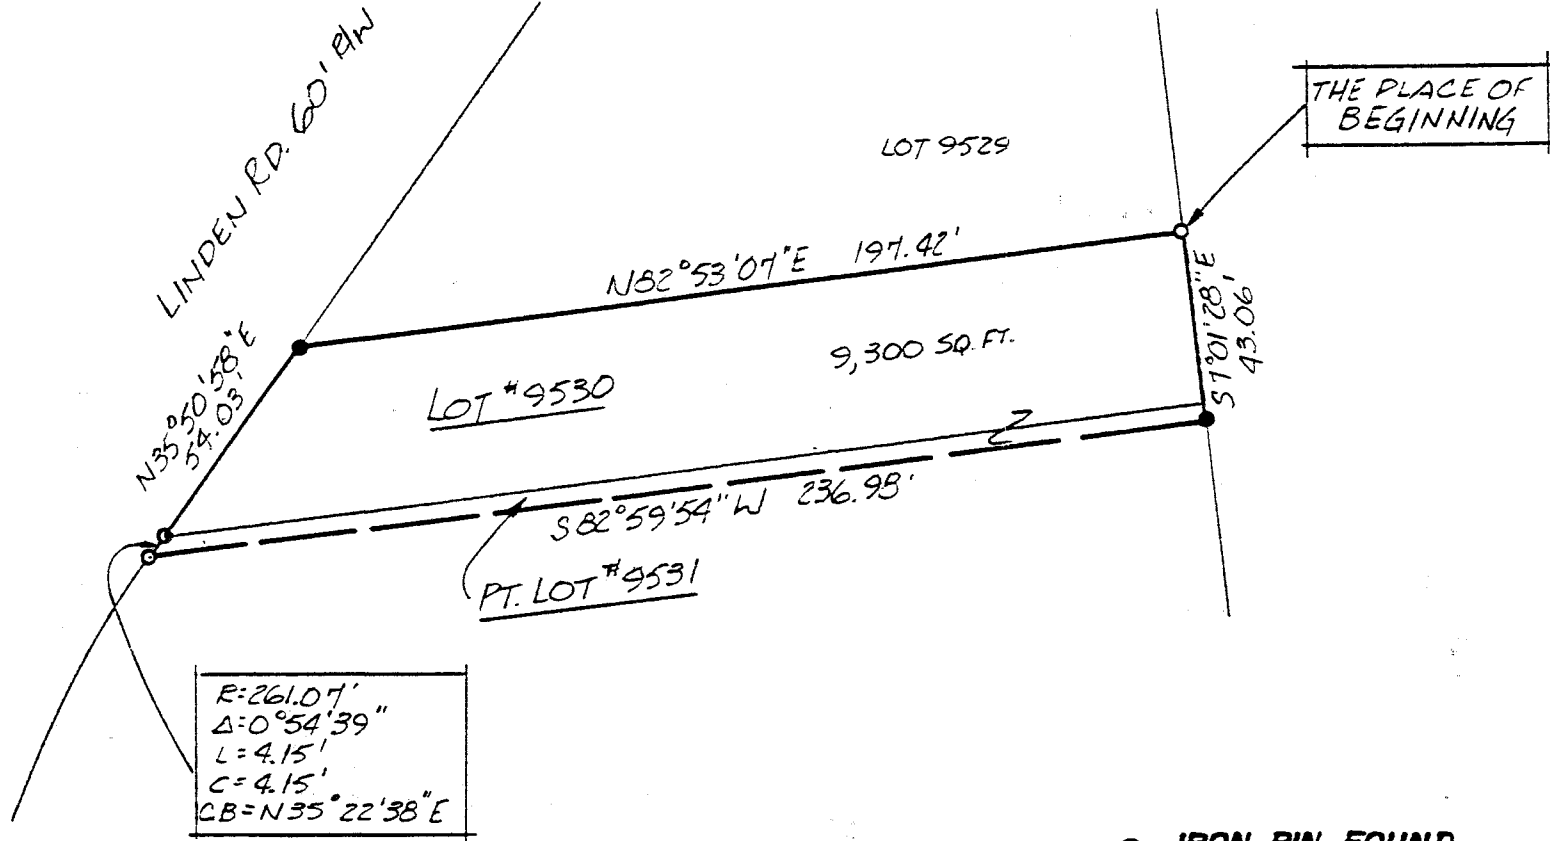 LINDEN RD. 60' R/W
THE PLACE OF
BEGINNING
LOT 9529
N82°53'07"E 197.42'
S7°01'28"E
43.06'
9,300 SQ. FT.
N35°50'58"E
54.03'
LOT #9530
S82°59'54"W 236.98'
PT. LOT #9531
R=261.07'
Δ=0°54'39"
L=4.15'
C=4.15'
CB=N35°22'38"E
IRON PIN FOUND